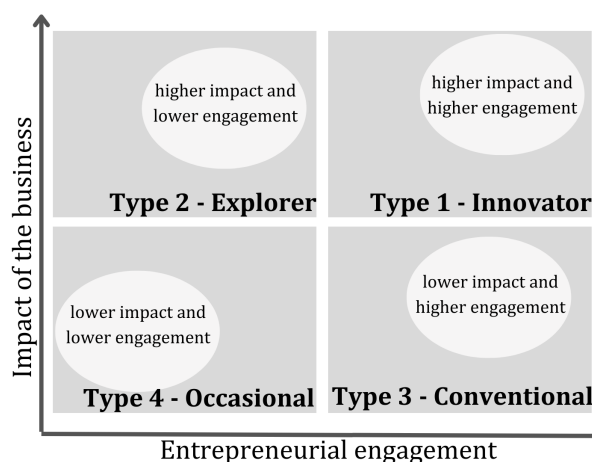 Impact of the business
higher impact and
lower engagement
Type 2 - Explorer
higher impact and
higher engagement
Type 1 - Innovator
lower impact and
lower engagement
Type 4 - Occasional
lower impact and
higher engagement
Type 3 - Conventional
Entrepreneurial engagement